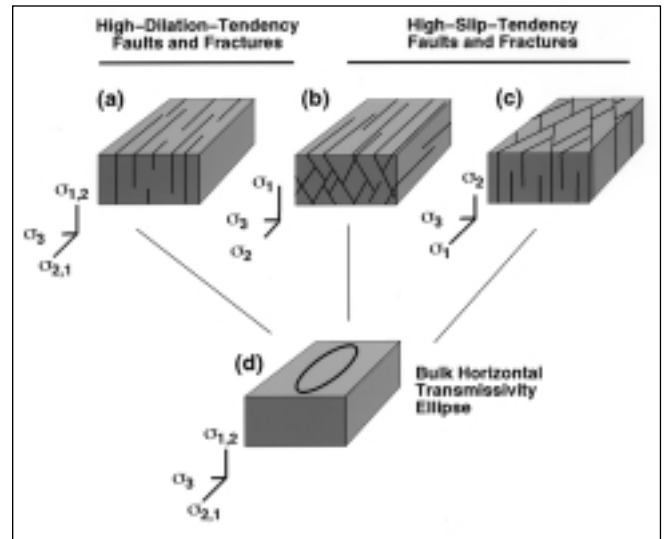 High–Dilation–Tendency
Faults and Fractures
High–Slip–Tendency
Faults and Fractures
(a)
(b)
(c)
σ1,2
σ3
σ2,1
σ1
σ3
σ2
σ2
σ3
σ1
(d)
Bulk Horizontal
Transmissivity
Ellipse
σ1,2
σ3
σ2,1